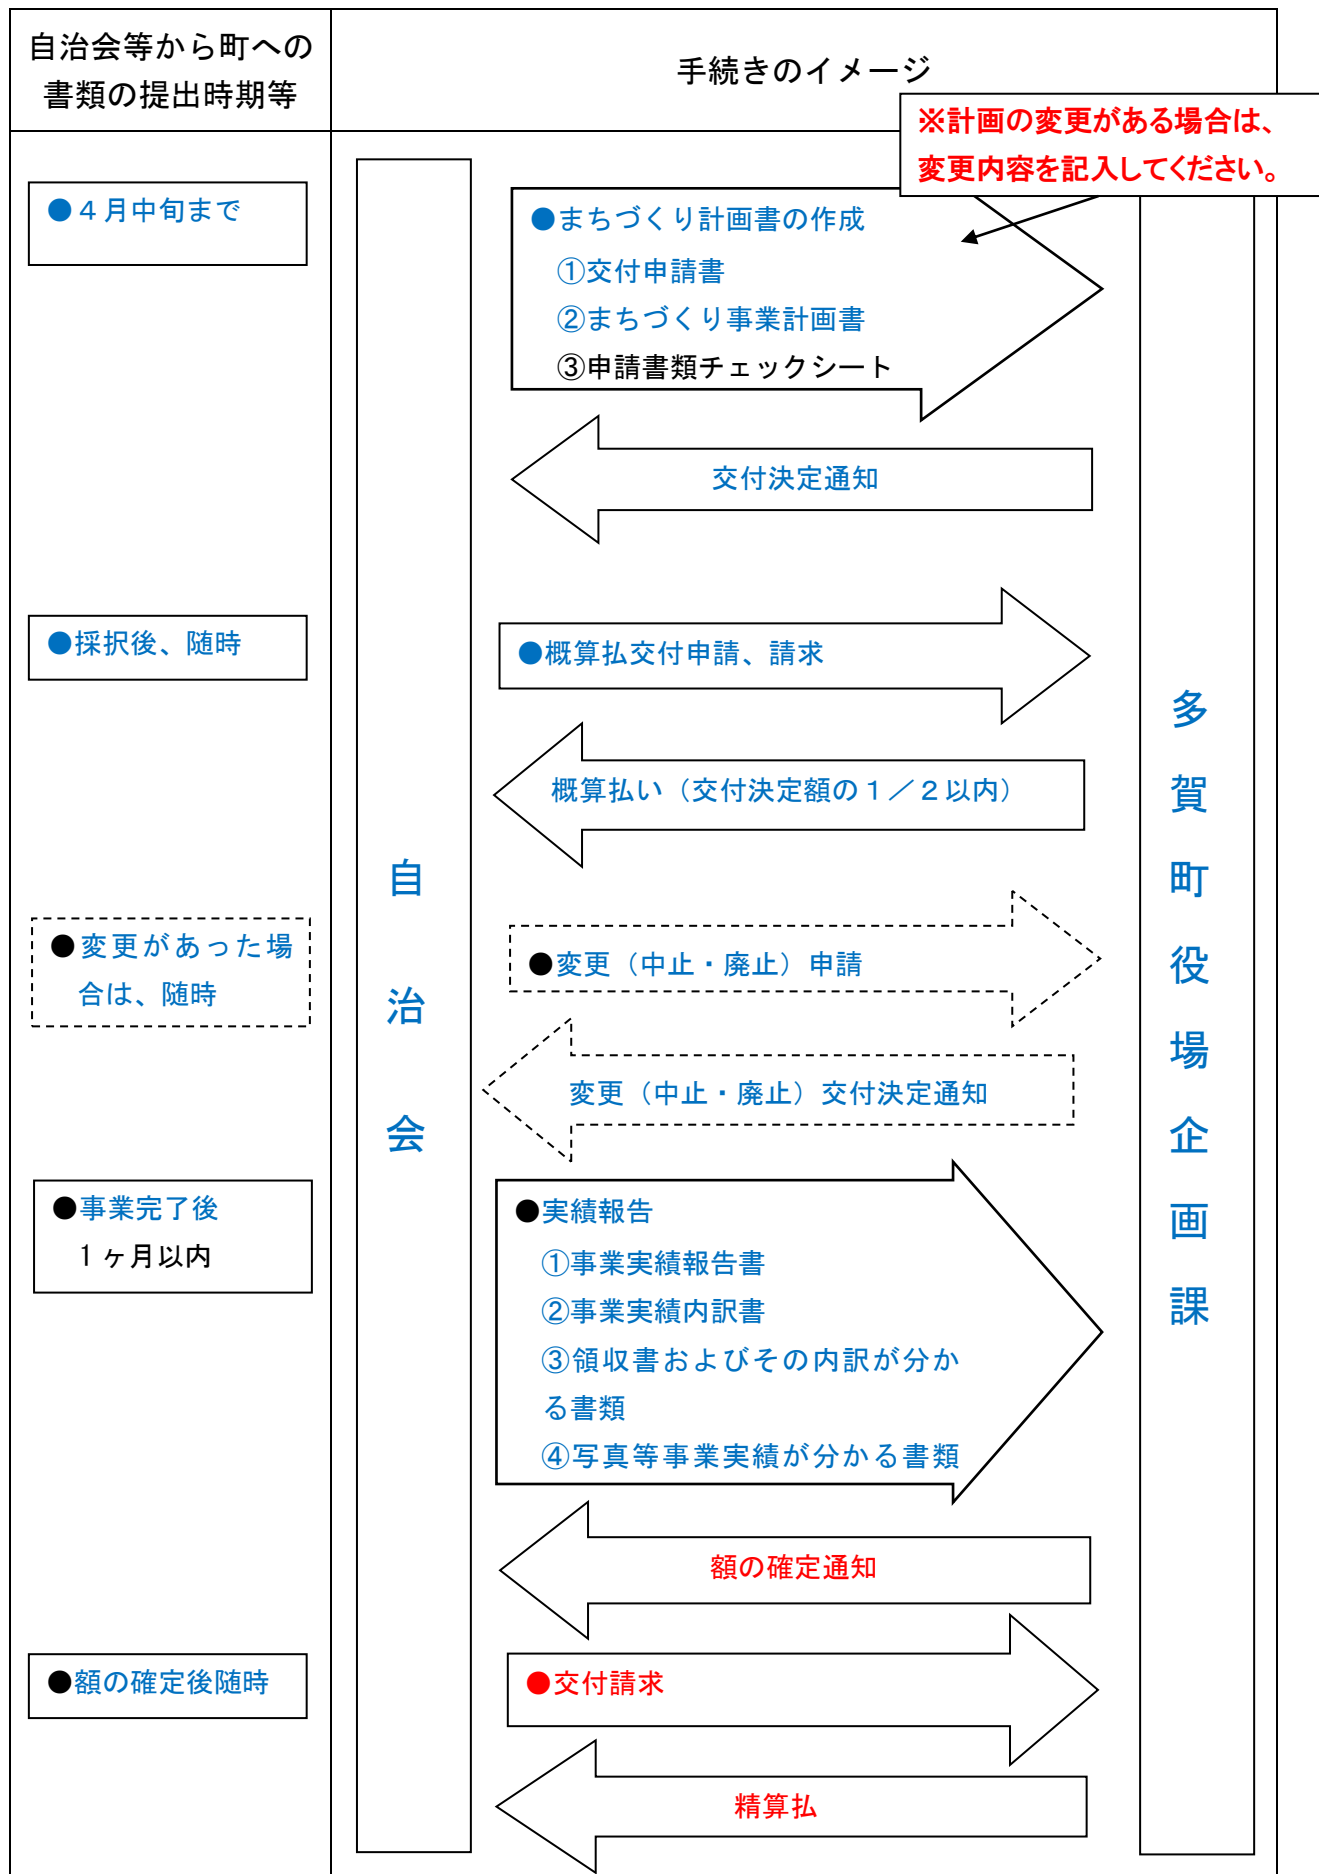 自治会等から町への
書類の提出時期等
手続きのイメージ
※計画の変更がある場合は、
変更内容を記入してください。
●４月中旬まで
●まちづくり計画書の作成
①交付申請書
②まちづくり事業計画書
③申請書類チェックシート
交付決定通知
●採択後、随時
●概算払交付申請、請求
概算払い（交付決定額の１／２以内）
●変更があった場
合は、随時
●変更（中止・廃止）申請
変更（中止・廃止）交付決定通知
●事業完了後
1ヶ月以内
●実績報告
①事業実績報告書
②事業実績内訳書
③領収書およびその内訳が分か
る書類
④写真等事業実績が分かる書類
額の確定通知
●額の確定後随時
●交付請求
精算払
自治会
多賀町役場企画課